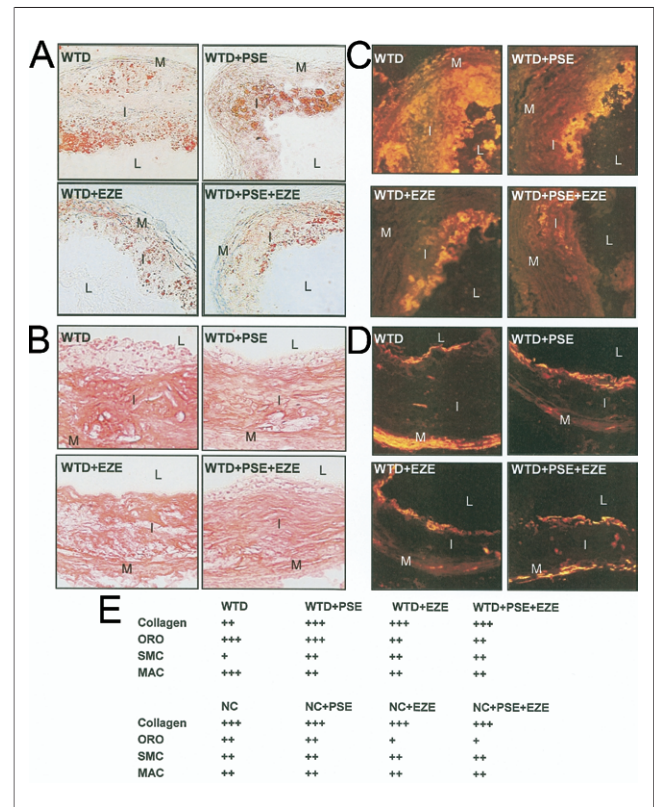 A
WTD M I L
WTD+PSE M I L
C
WTD M I L
WTD+PSE M I L
WTD+EZE M I L
WTD+PSE+EZE M I L
WTD+EZE M I L
WTD+PSE+EZE I L M
B
WTD L I M
WTD+PSE L I M
D
WTD L I M
WTD+PSE L I M
WTD+EZE L I M
WTD+PSE+EZE L I M
WTD+EZE L I M
WTD+PSE+EZE L I M
E
WTD WTD+PSE WTD+EZE WTD+PSE+EZE
Collagen ++ +++ +++ +++
ORO +++ +++ ++ ++
SMC + ++ ++ ++
MAC +++ ++ ++ ++
NC NC+PSE NC+EZE NC+PSE+EZE
Collagen +++ +++ +++ +++
ORO ++ ++ + +
SMC ++ ++ ++ ++
MAC ++ ++ ++ ++